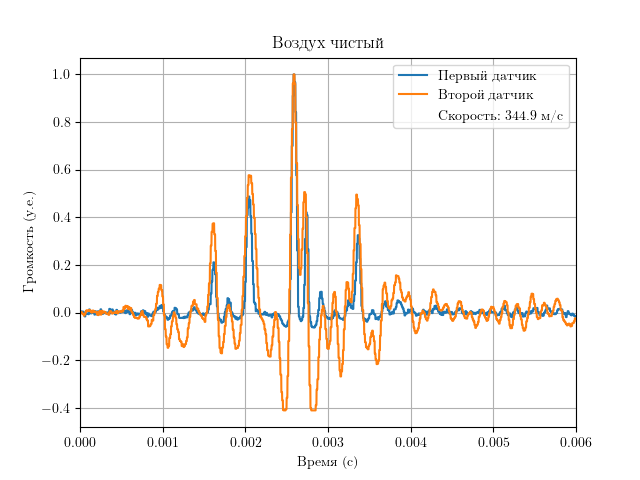 Воздух чистый
Первый датчик
Второй датчик
Скорость: 344.9 м/с
Громкость (у.е.)
1.0
0.8
0.6
0.4
0.2
0.0
−0.2
−0.4
0.000 0.001 0.002 0.003 0.004 0.005 0.006
Время (с)